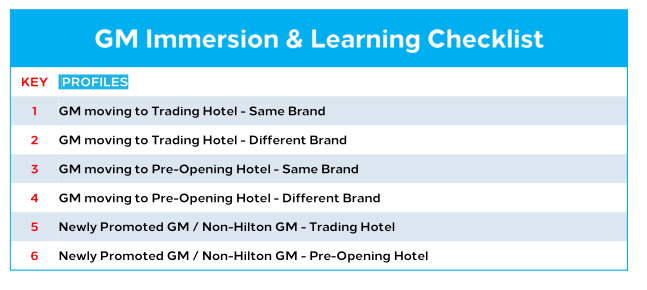 GM Immersion & Learning Checklist
KEY PROFILES
1 GM moving to Trading Hotel - Same Brand
2 GM moving to Trading Hotel - Different Brand
3 GM moving to Pre-Opening Hotel - Same Brand
4 GM moving to Pre-Opening Hotel - Different Brand
5 Newly Promoted GM / Non-Hilton GM - Trading Hotel
6 Newly Promoted GM / Non-Hilton GM - Pre-Opening Hotel